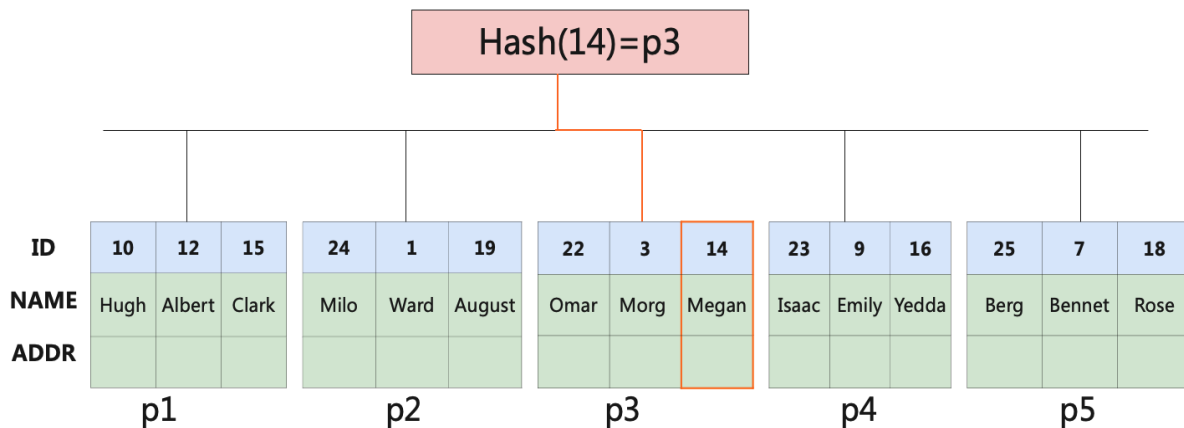 Hash(14)=p3
ID 10 12 15 24 1 19 22 3 14 23 9 16 25 7 18
NAME Hugh Albert Clark Milo Ward August Omar Morg Megan Isaac Emily Yedda Berg Bennet Rose
ADDR
p1 p2 p3 p4 p5